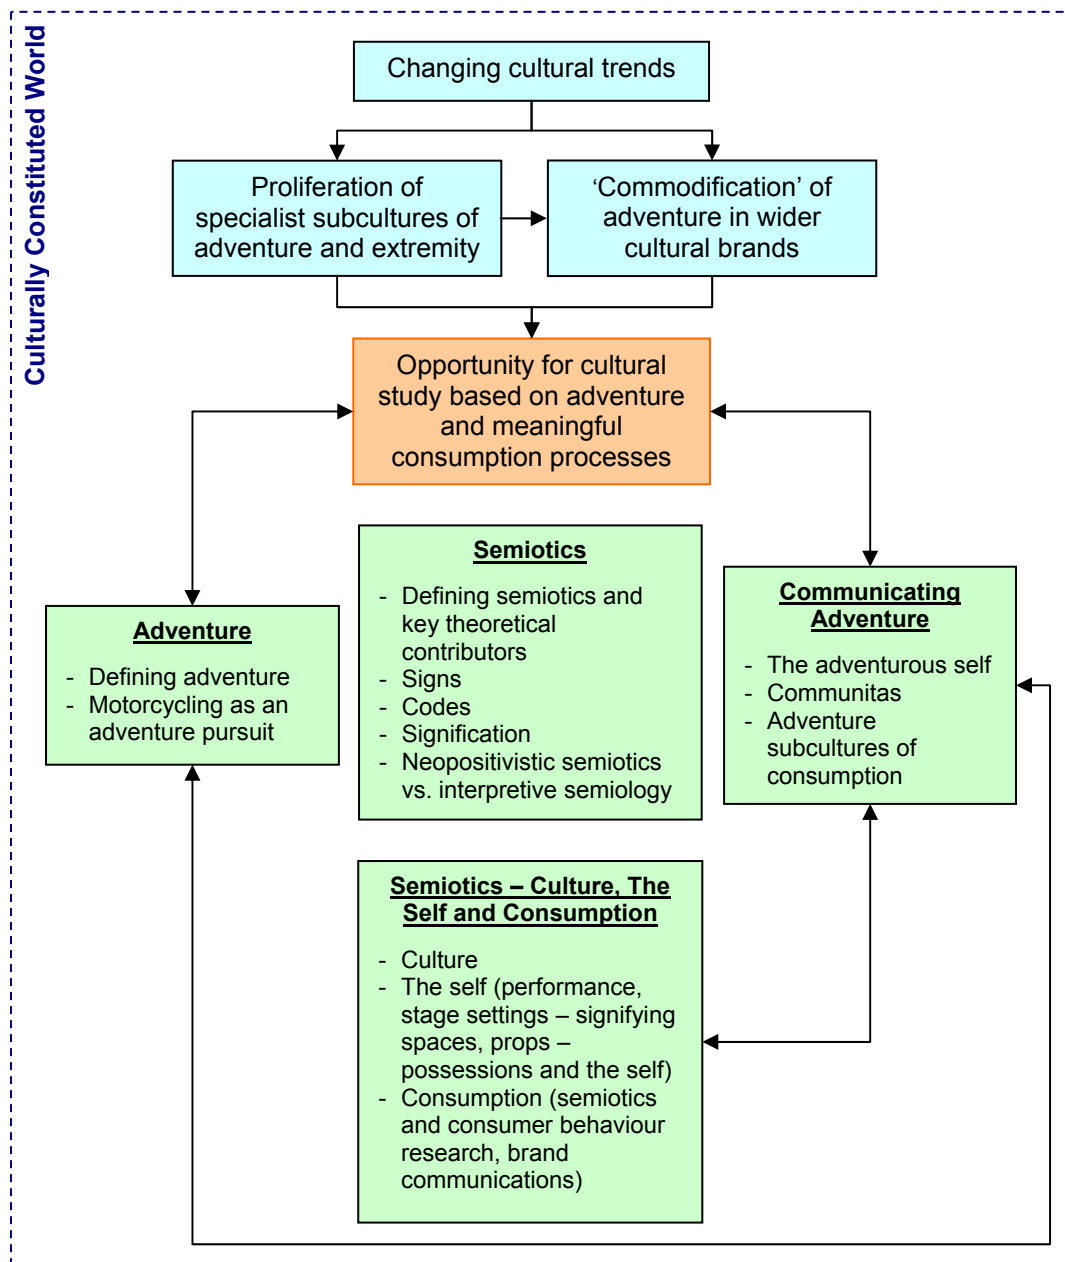 Culturally Constituted World
Changing cultural trends
Proliferation of
specialist subcultures of
adventure and extremity
‘Commodification’ of
adventure in wider
cultural brands
Opportunity for cultural
study based on adventure
and meaningful
consumption processes
Adventure
- Defining adventure
- Motorcycling as an
adventure pursuit
Semiotics
- Defining semiotics and
key theoretical
contributors
- Signs
- Codes
- Signification
- Neopositivistic semiotics
vs. interpretive semiology
Communicating
Adventure
- The adventurous self
- Communitas
- Adventure
subcultures of
consumption
Semiotics – Culture, The
Self and Consumption
- Culture
- The self (performance,
stage settings – signifying
spaces, props –
possessions and the self)
- Consumption (semiotics
and consumer behaviour
research, brand
communications)